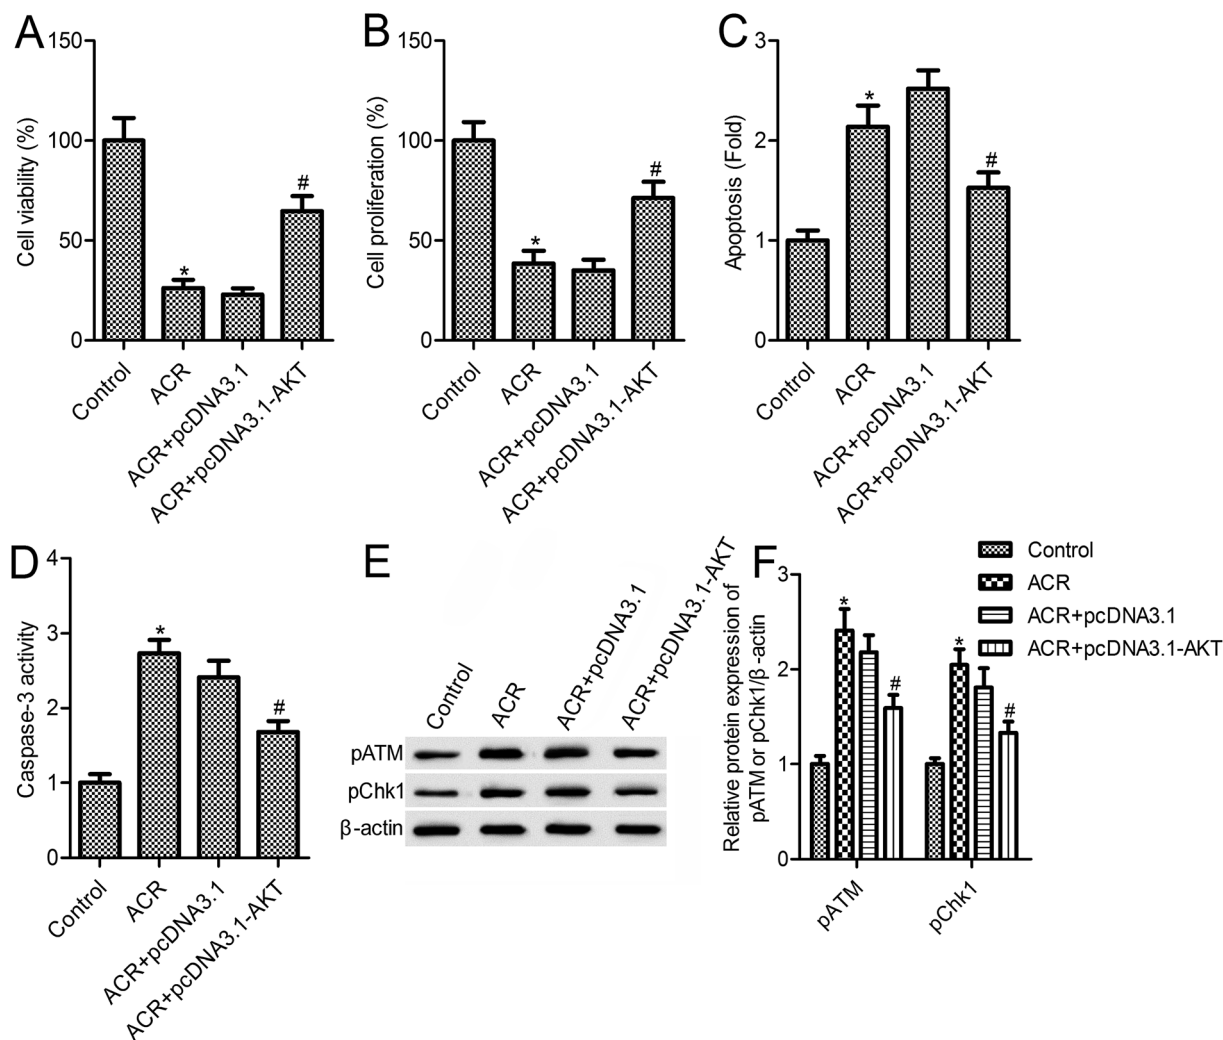 A
Cell viability (%)
150
100
50
0
*
#
Control
ACR
ACR+pcDNA3.1
ACR+pcDNA3.1-AKT
B
Cell proliferation (%)
150
100
50
0
*
#
Control
ACR
ACR+pcDNA3.1
ACR+pcDNA3.1-AKT
C
Apoptosis (Fold)
3
2
1
0
*
#
Control
ACR
ACR+pcDNA3.1
ACR+pcDNA3.1-AKT
D
Caspase-3 activity
4
3
2
1
0
*
#
Control
ACR
ACR+pcDNA3.1
ACR+pcDNA3.1-AKT
E
Control
ACR
ACR+pcDNA3.1
ACR+pcDNA3.1-AKT
pATM
pChk1
β-actin
F
Relative protein expression of
pATM or pChk1/β-actin
3
2
1
0
*
#
*
#
pATM
pChk1
Control
ACR
ACR+pcDNA3.1
ACR+pcDNA3.1-AKT